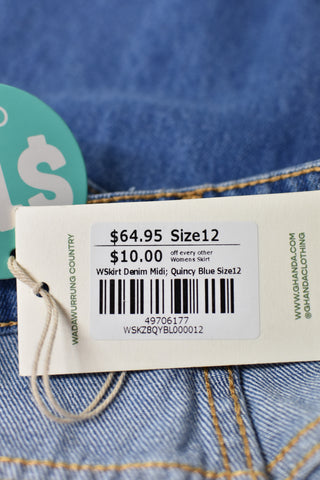 $64.95 Size12
$10.00 off every other
Womens Skirt
WSkirt Denim Midi; Quincy Blue Size12
49706177
WSKZBQYBL000012
WADAWURRUNG COUNTRY
WWW.GHANDA.COM
@GHANDACLOTHING
$